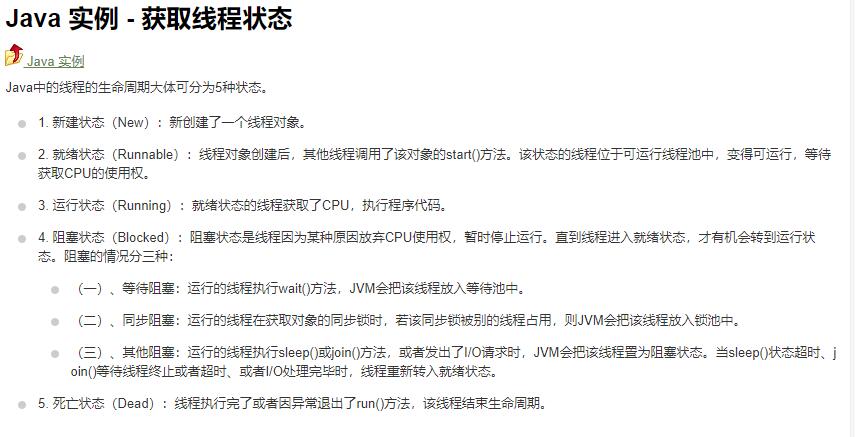 Java 实例 - 获取线程状态
Java 实例
Java中的线程的生命周期大体可分为5种状态。
1. 新建状态（New）：新创建了一个线程对象。
2. 就绪状态（Runnable）：线程对象创建后，其他线程调用了该对象的start()方法。该状态的线程位于可运行线程池中，变得可运行，等待
获取CPU的使用权。
3. 运行状态（Running）：就绪状态的线程获取了CPU，执行程序代码。
4. 阻塞状态（Blocked）：阻塞状态是线程因为某种原因放弃CPU使用权，暂时停止运行。直到线程进入就绪状态，才有机会转到运行状
态。阻塞的情况分三种：
（一）、等待阻塞：运行的线程执行wait()方法，JVM会把该线程放入等待池中。
（二）、同步阻塞：运行的线程在获取对象的同步锁时，若该同步锁被别的线程占用，则JVM会把该线程放入锁池中。
（三）、其他阻塞：运行的线程执行sleep()或join()方法，或者发出了I/O请求时，JVM会把该线程置为阻塞状态。当sleep()状态超时、j
oin()等待线程终止或者超时、或者I/O处理完毕时，线程重新转入就绪状态。
5. 死亡状态（Dead）：线程执行完了或者因异常退出了run()方法，该线程结束生命周期。